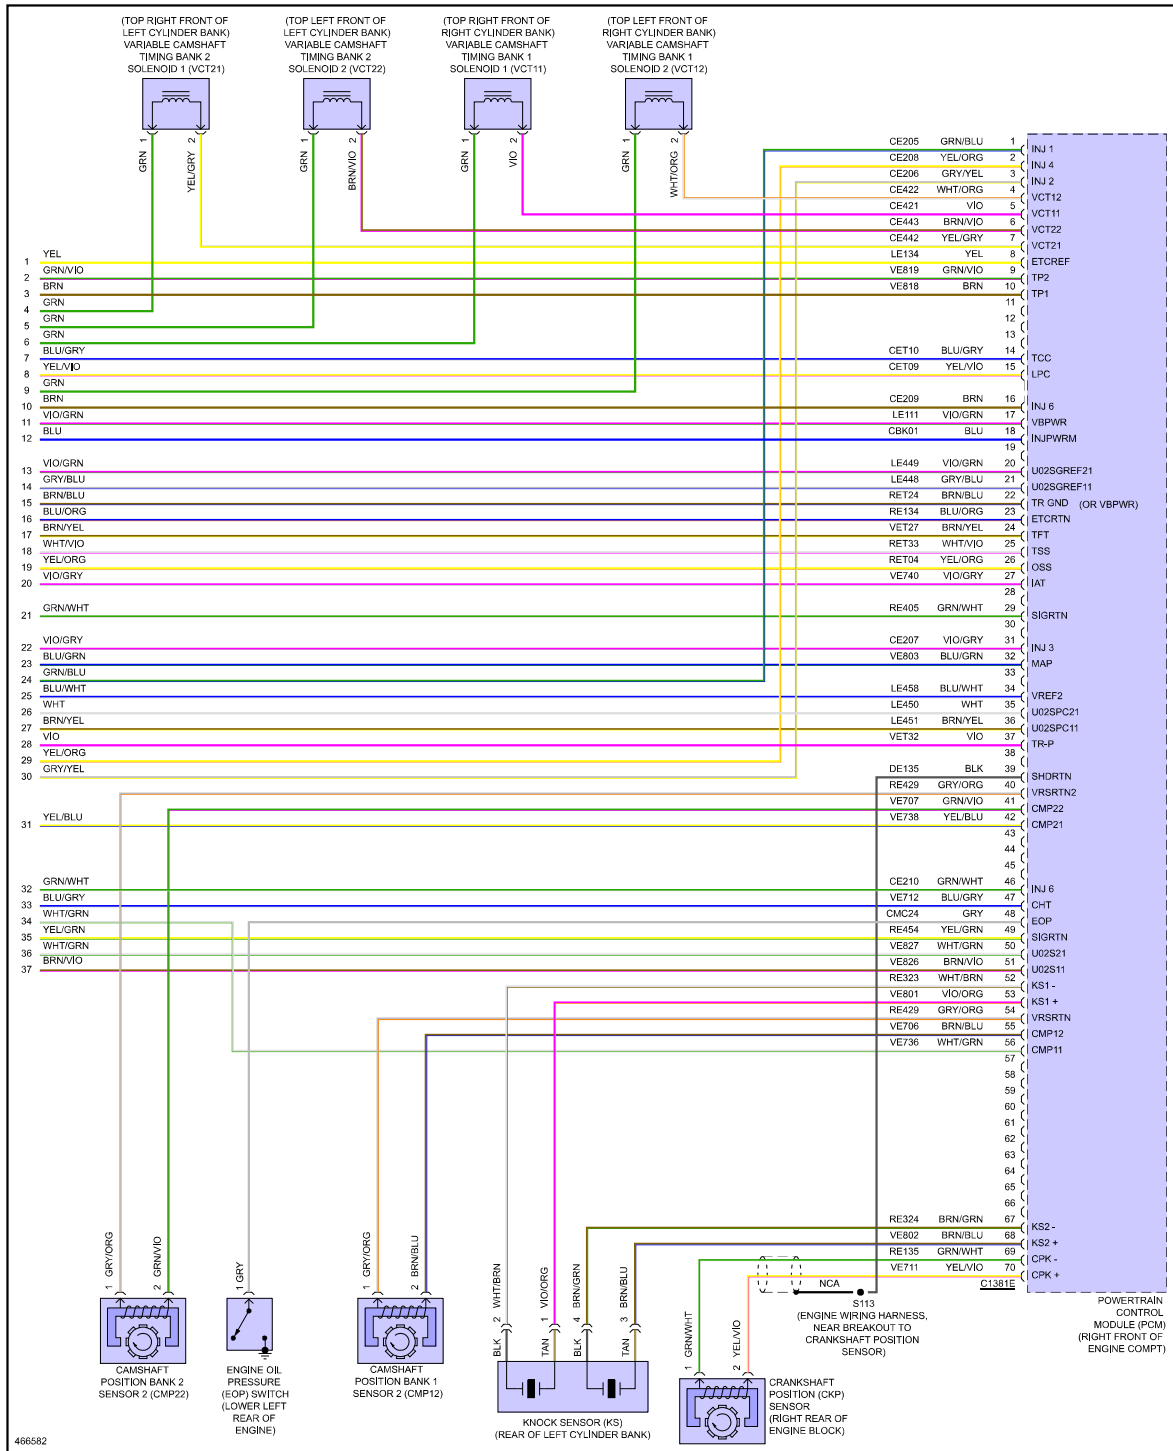 (TOP RIGHT FRONT OF
LEFT CYLINDER BANK)
VARIABLE CAMSHAFT
TIMING BANK 2
SOLENOID 1 (VCT21)
(TOP LEFT FRONT OF
LEFT CYLINDER BANK)
VARIABLE CAMSHAFT
TIMING BANK 2
SOLENOID 2 (VCT22)
(TOP RIGHT FRONT OF
RIGHT CYLINDER BANK)
VARIABLE CAMSHAFT
TIMING BANK 1
SOLENOID 1 (VCT11)
(TOP LEFT FRONT OF
RIGHT CYLINDER BANK)
VARIABLE CAMSHAFT
TIMING BANK 1
SOLENOID 2 (VCT12)
GRN 1
YEL/GRY 2
GRN 1
BRN/VIO 2
GRN 1
VIO 2
GRN 1
WHT/ORG 2
1 YEL
2 GRN/VIO
3 BRN
4 GRN
5 GRN
6 GRN
7 BLU/GRY
8 YEL/VIO
9 GRN
10 BRN
11 VIO/GRN
12 BLU
13 VIO/GRN
14 GRY/BLU
15 BRN/BLU
16 BLU/ORG
17 BRN/YEL
18 WHT/VIO
19 YEL/ORG
20 VIO/GRY
21 GRN/WHT
22 VIO/GRY
23 BLU/GRN
24 GRN/BLU
25 BLU/WHT
26 WHT
27 BRN/YEL
28 VIO
29 YEL/ORG
30 GRY/YEL
31 YEL/BLU
32 GRN/WHT
33 BLU/GRY
34 WHT/GRN
35 YEL/GRN
36 WHT/GRN
37 BRN/VIO
CE205 GRN/BLU 1 INJ 1
CE208 YEL/ORG 2 INJ 4
CE206 GRY/YEL 3 INJ 2
CE422 WHT/ORG 4 VCT12
CE421 VIO 5 VCT11
CE443 BRN/VIO 6 VCT22
CE442 YEL/GRY 7 VCT21
LE134 YEL 8 ETCREF
VE819 GRN/VIO 9 TP2
VE818 BRN 10 TP1
11
12
13
CET10 BLU/GRY 14 TCC
CET09 YEL/VIO 15 LPC
CE209 BRN 16 INJ 6
LE111 VIO/GRN 17 VBPWR
CBK01 BLU 18 INJPWRM
19
LE449 VIO/GRN 20 U02SGREF21
LE448 GRY/BLU 21 U02SGREF11
RET24 BRN/BLU 22 TR GND (OR VBPWR)
RE134 BLU/ORG 23 ETCRTN
VET27 BRN/YEL 24 TFT
RET33 WHT/VIO 25 TSS
RET04 YEL/ORG 26 OSS
VE740 VIO/GRY 27 IAT
28
RE405 GRN/WHT 29 SIGRTN
30
CE207 VIO/GRY 31 INJ 3
VE803 BLU/GRN 32 MAP
33
LE458 BLU/WHT 34 VREF2
LE450 WHT 35 U02SPC21
LE451 BRN/YEL 36 U02SPC11
VET32 VIO 37 TR-P
38
DE135 BLK 39 SHDRTN
RE429 GRY/ORG 40 VRSRTN2
VE707 GRN/VIO 41 CMP22
VE738 YEL/BLU 42 CMP21
43
44
45
CE210 GRN/WHT 46 INJ 6
VE712 BLU/GRY 47 CHT
CMC24 GRY 48 EOP
RE454 YEL/GRN 49 SIGRTN
VE827 WHT/GRN 50 U02S21
VE826 BRN/VIO 51 U02S11
RE323 WHT/BRN 52 KS1 -
VE801 VIO/ORG 53 KS1 +
RE429 GRY/ORG 54 VRSRTN
VE706 BRN/BLU 55 CMP12
VE736 WHT/GRN 56 CMP11
57
58
59
60
61
62
63
64
65
66
RE324 BRN/GRN 67 KS2 -
VE802 BRN/BLU 68 KS2 +
RE135 GRN/WHT 69 CPK -
VE711 YEL/VIO 70 CPK +
C1381E
POWERTRAIN
CONTROL
MODULE (PCM)
(RIGHT FRONT OF
ENGINE COMPT)
NCA
S113
(ENGINE WIRING HARNESS,
NEAR BREAKOUT TO
CRANKSHAFT POSITION
SENSOR)
1 GRY/ORG
2 GRN/VIO
1 GRY
1 GRY/ORG
2 BRN/BLU
BLK 2 WHT/BRN
TAN 1 VIO/ORG
BLK 4 BRN/GRN
TAN 3 BRN/BLU
1 GRN/WHT
2 YEL/VIO
CAMSHAFT
POSITION BANK 2
SENSOR 2 (CMP22)
ENGINE OIL
PRESSURE
(EOP) SWITCH
(LOWER LEFT
REAR OF
ENGINE)
CAMSHAFT
POSITION BANK 1
SENSOR 2 (CMP12)
KNOCK SENSOR (KS)
(REAR OF LEFT CYLINDER BANK)
CRANKSHAFT
POSITION (CKP)
SENSOR
(RIGHT REAR OF
ENGINE BLOCK)
466582